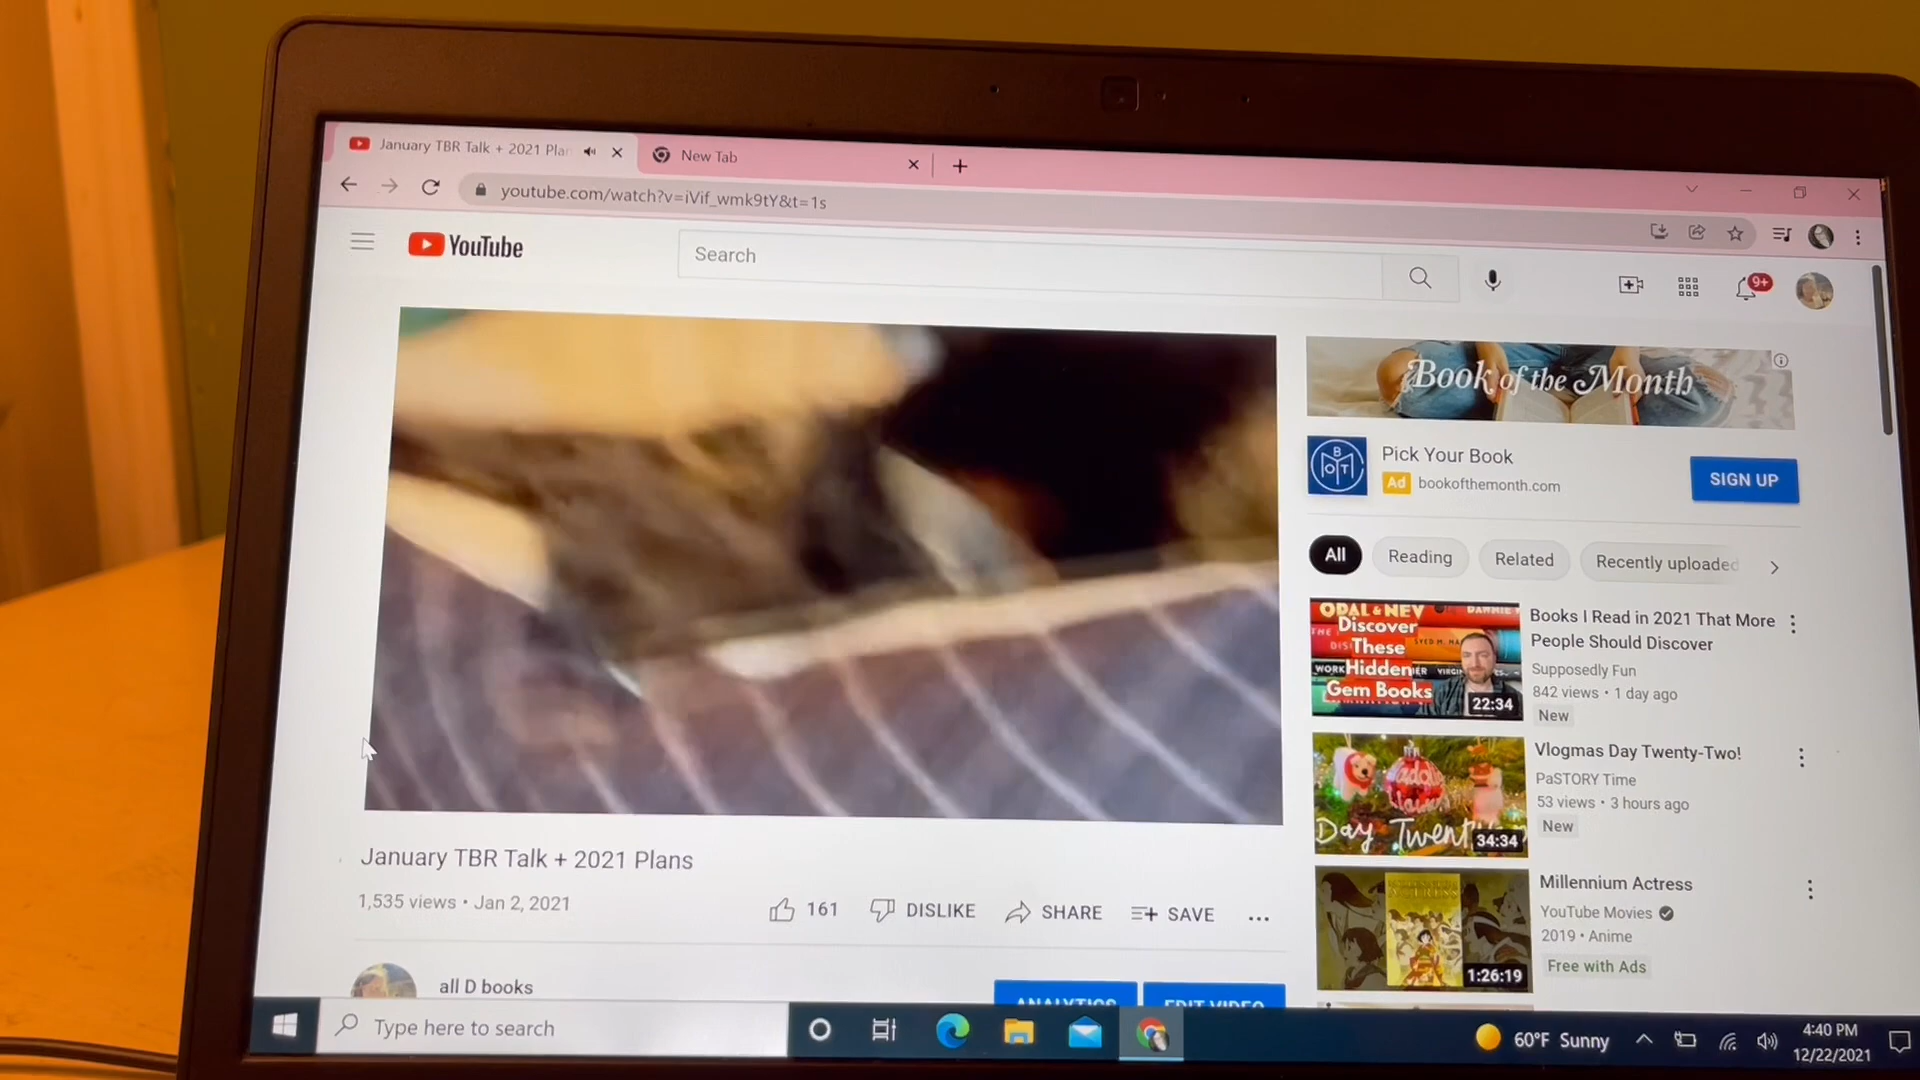 January TBR Talk + 2021 Pla
New Tab
youtube.com/watch?v=iVif_wmk9tY&t=1s
YouTube
Search
9+
Book of the Month
BOTM
Pick Your Book
Ad bookofthemonth.com
SIGN UP
All
Reading
Related
Recently uploaded
OPAL & NEV
Discover
These
Hidden
Gem Books
WORK
22:34
Books I Read in 2021 That More
People Should Discover
Supposedly Fun
842 views • 1 day ago
New
Day Twent
34:34
Vlogmas Day Twenty-Two!
PaSTORY Time
53 views • 3 hours ago
New
1:26:19
Millennium Actress
YouTube Movies
2019 • Anime
Free with Ads
January TBR Talk + 2021 Plans
1,535 views • Jan 2, 2021
161
DISLIKE
SHARE
SAVE
all D books
ANALYTICS
EDIT VIDEO
Type here to search
60°F Sunny
4:40 PM
12/22/2021